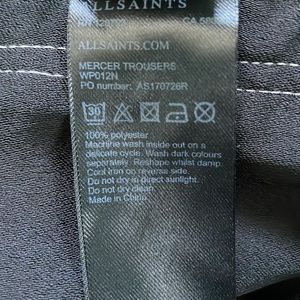 ALLSAINTS
ALLSAINTS.COM
MERCER TROUSERS
WP012N
PO number: AS170726R
100% polyester
Machine wash inside out on a
delicate cycle. Wash dark colours
separately. Reshape whilst damp.
Cool iron on reverse side.
Do not dry in direct sunlight.
Do not dry clean.
Made in China